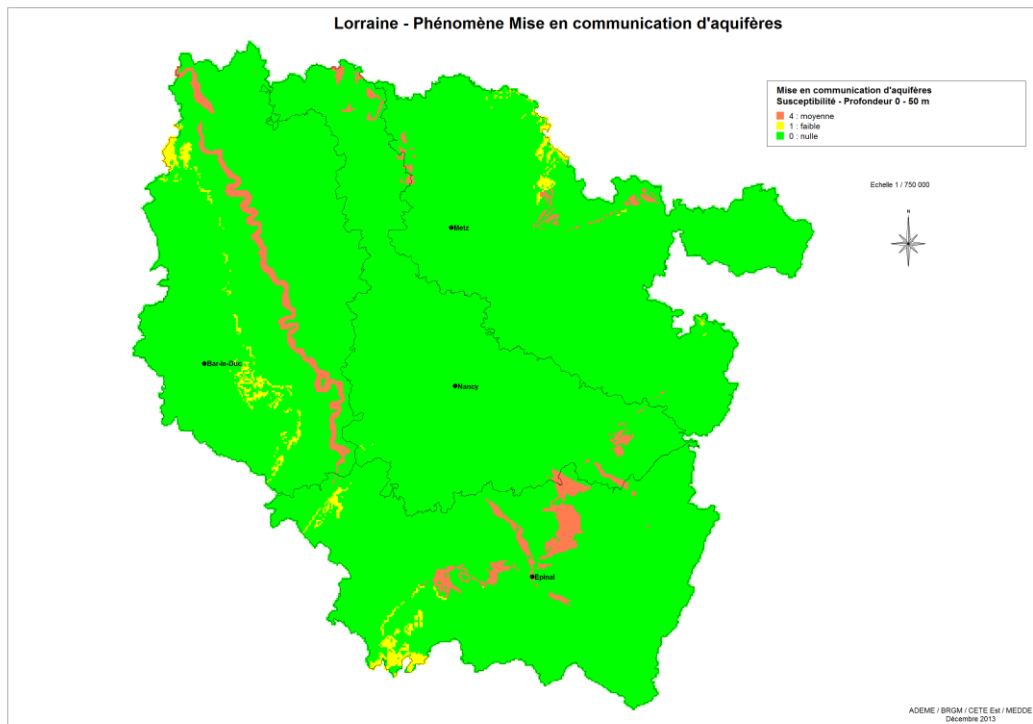 Lorraine - Phénomène Mise en communication d'aquifères
Mise en communication d'aquifères
Susceptibilité - Profondeur 0 - 50 m
4 : moyenne
1 : faible
0 : nulle
Echelle 1 / 750 000
N
Metz
Bar-le-Duc
Nancy
Epinal
ADEME / BRGM / CETE Est / MEDDE
Décembre 2013